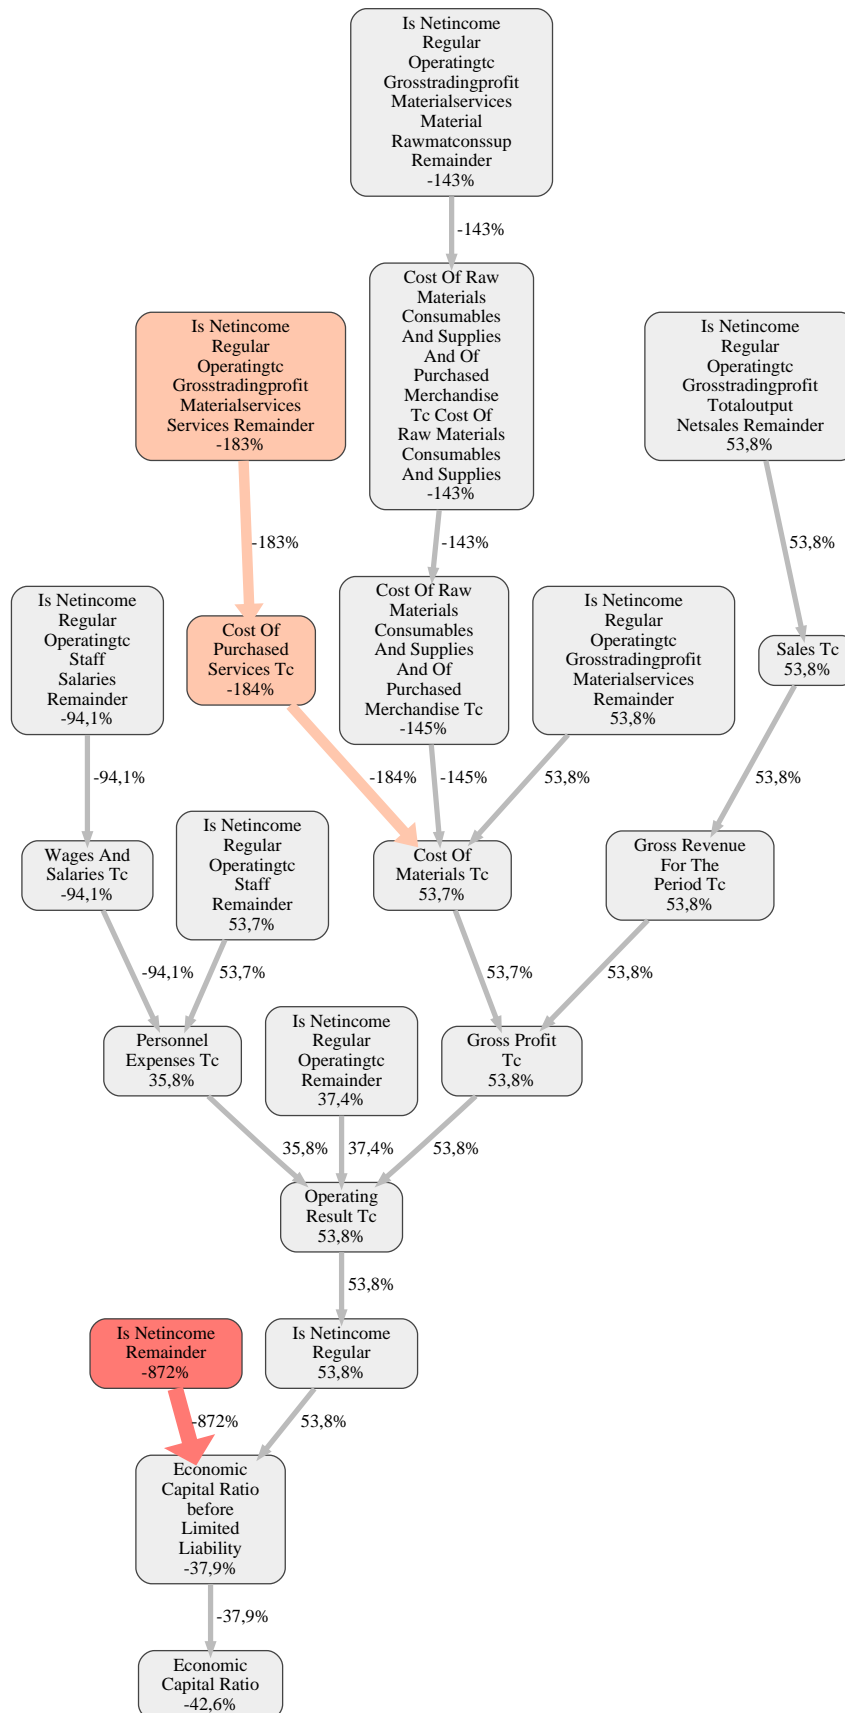 Is Netincome
Regular
Operatingtc
Grosstradingprofit
Materialservices
Material
Rawmatconssup
Remainder
-143%
-143%
Cost Of Raw
Materials
Consumables
And Supplies
And Of
Purchased
Merchandise
Tc Cost Of
Raw Materials
Consumables
And Supplies
-143%
Is Netincome
Regular
Operatingtc
Grosstradingprofit
Materialservices
Services Remainder
-183%
Is Netincome
Regular
Operatingtc
Grosstradingprofit
Totaloutput
Netsales Remainder
53,8%
-183%
-143%
53,8%
Is Netincome
Regular
Operatingtc
Staff
Salaries
Remainder
-94,1%
Cost Of
Purchased
Services Tc
-184%
Cost Of Raw
Materials
Consumables
And Supplies
And Of
Purchased
Merchandise Tc
-145%
Is Netincome
Regular
Operatingtc
Grosstradingprofit
Materialservices
Remainder
53,8%
Sales Tc
53,8%
-94,1%
-184%
-145%
53,8%
53,8%
Wages And
Salaries Tc
-94,1%
Is Netincome
Regular
Operatingtc
Staff
Remainder
53,7%
Cost Of
Materials Tc
53,7%
Gross Revenue
For The
Period Tc
53,8%
-94,1%
53,7%
53,7%
53,8%
Personnel
Expenses Tc
35,8%
Is Netincome
Regular
Operatingtc
Remainder
37,4%
Gross Profit
Tc
53,8%
35,8%
37,4%
53,8%
Operating
Result Tc
53,8%
53,8%
Is Netincome
Remainder
-872%
Is Netincome
Regular
53,8%
-872%
53,8%
Economic
Capital Ratio
before
Limited
Liability
-37,9%
-37,9%
Economic
Capital Ratio
-42,6%